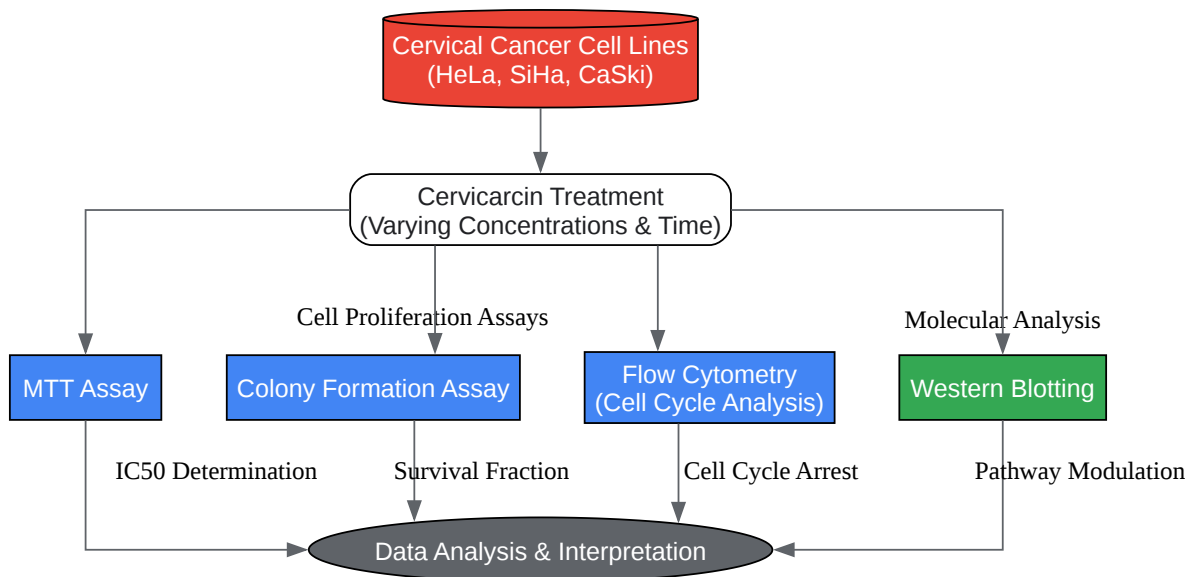 Cervical Cancer Cell Lines
(HeLa, SiHa, CaSki)
Cervicarcin Treatment
(Varying Concentrations & Time)
Cell Proliferation Assays
Molecular Analysis
MTT Assay
Colony Formation Assay
Flow Cytometry
(Cell Cycle Analysis)
Western Blotting
IC50 Determination
Survival Fraction
Cell Cycle Arrest
Pathway Modulation
Data Analysis & Interpretation